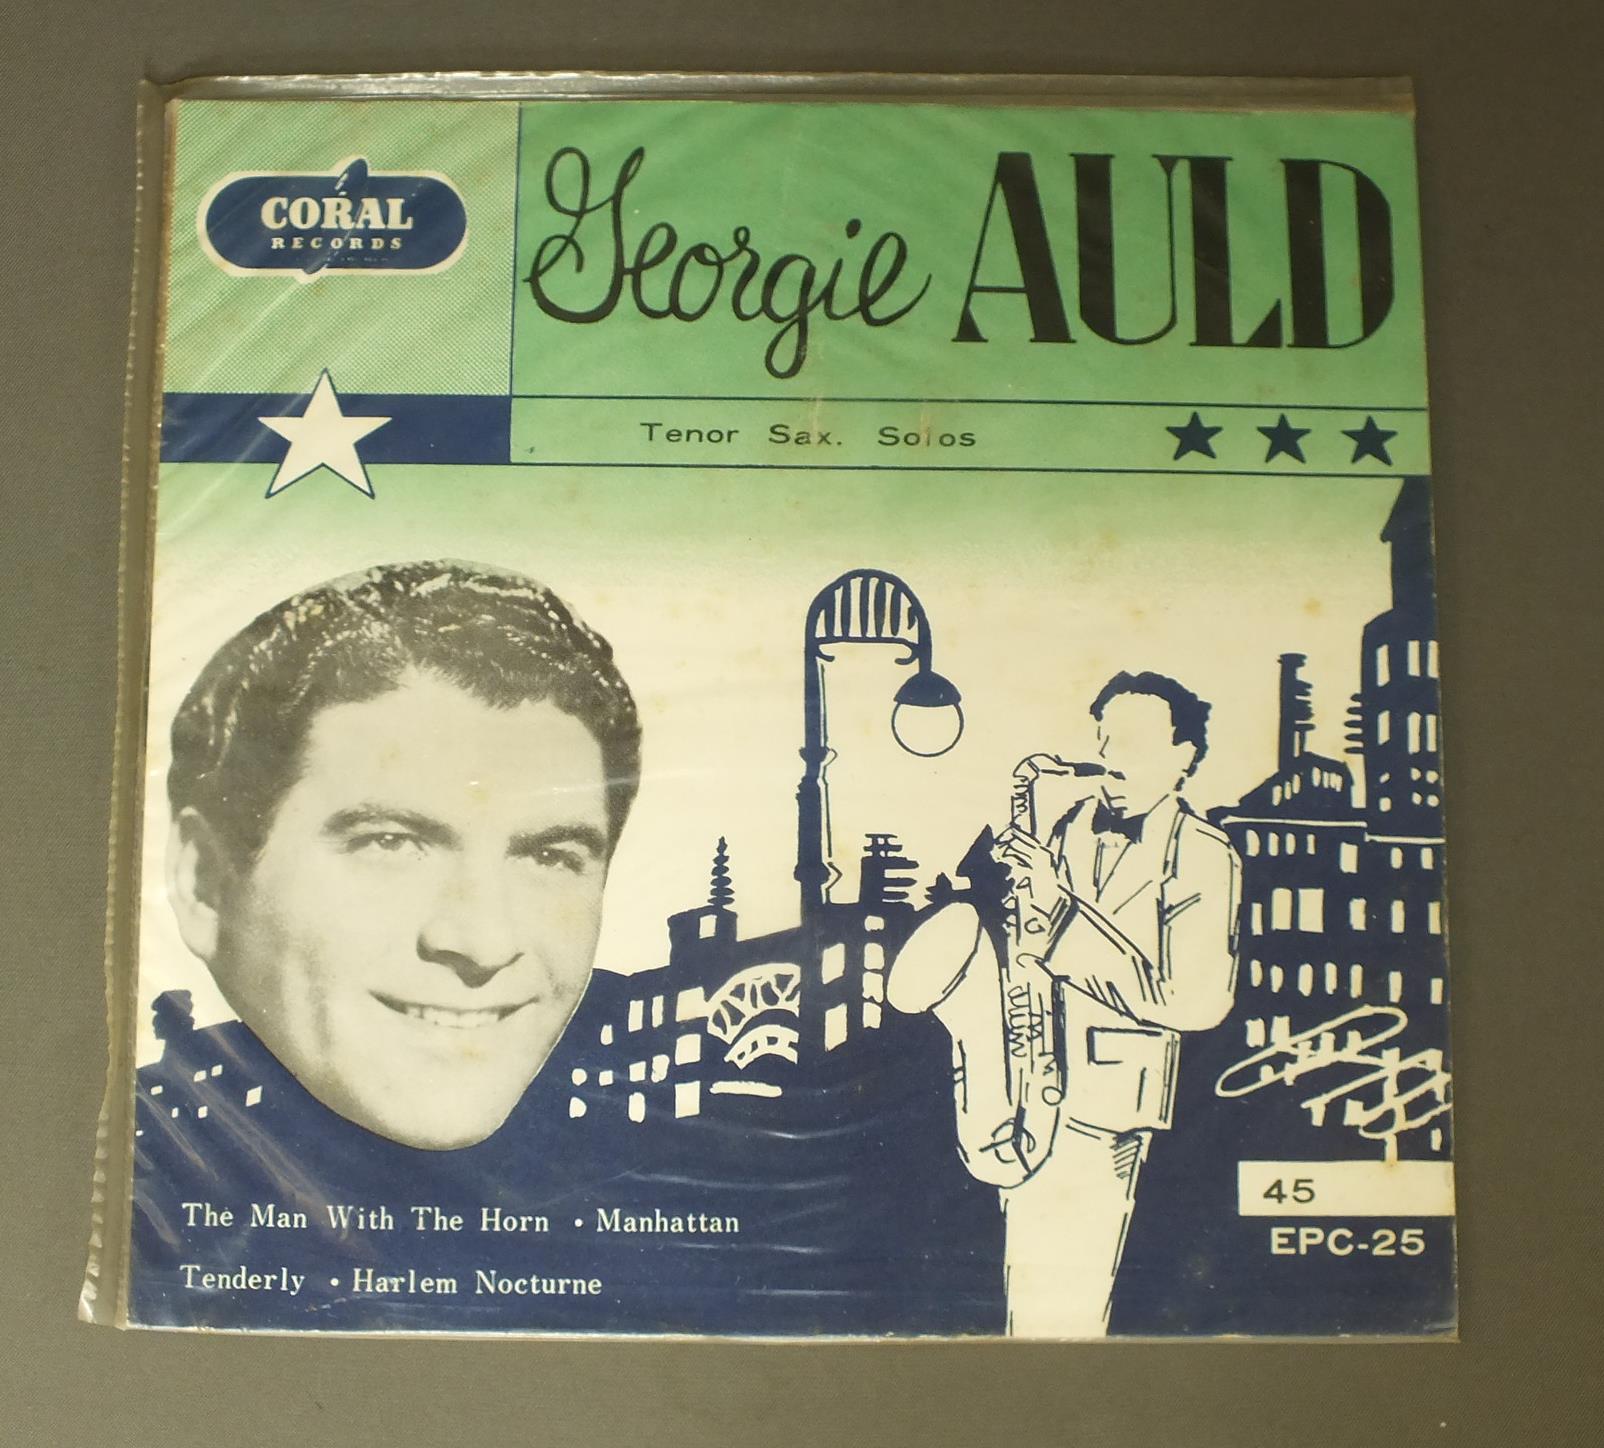 CORAL
RECORDS
Georgie AULD
Tenor Sax. Solos
The Man With The Horn • Manhattan
Tenderly • Harlem Nocturne
45
EPC-25